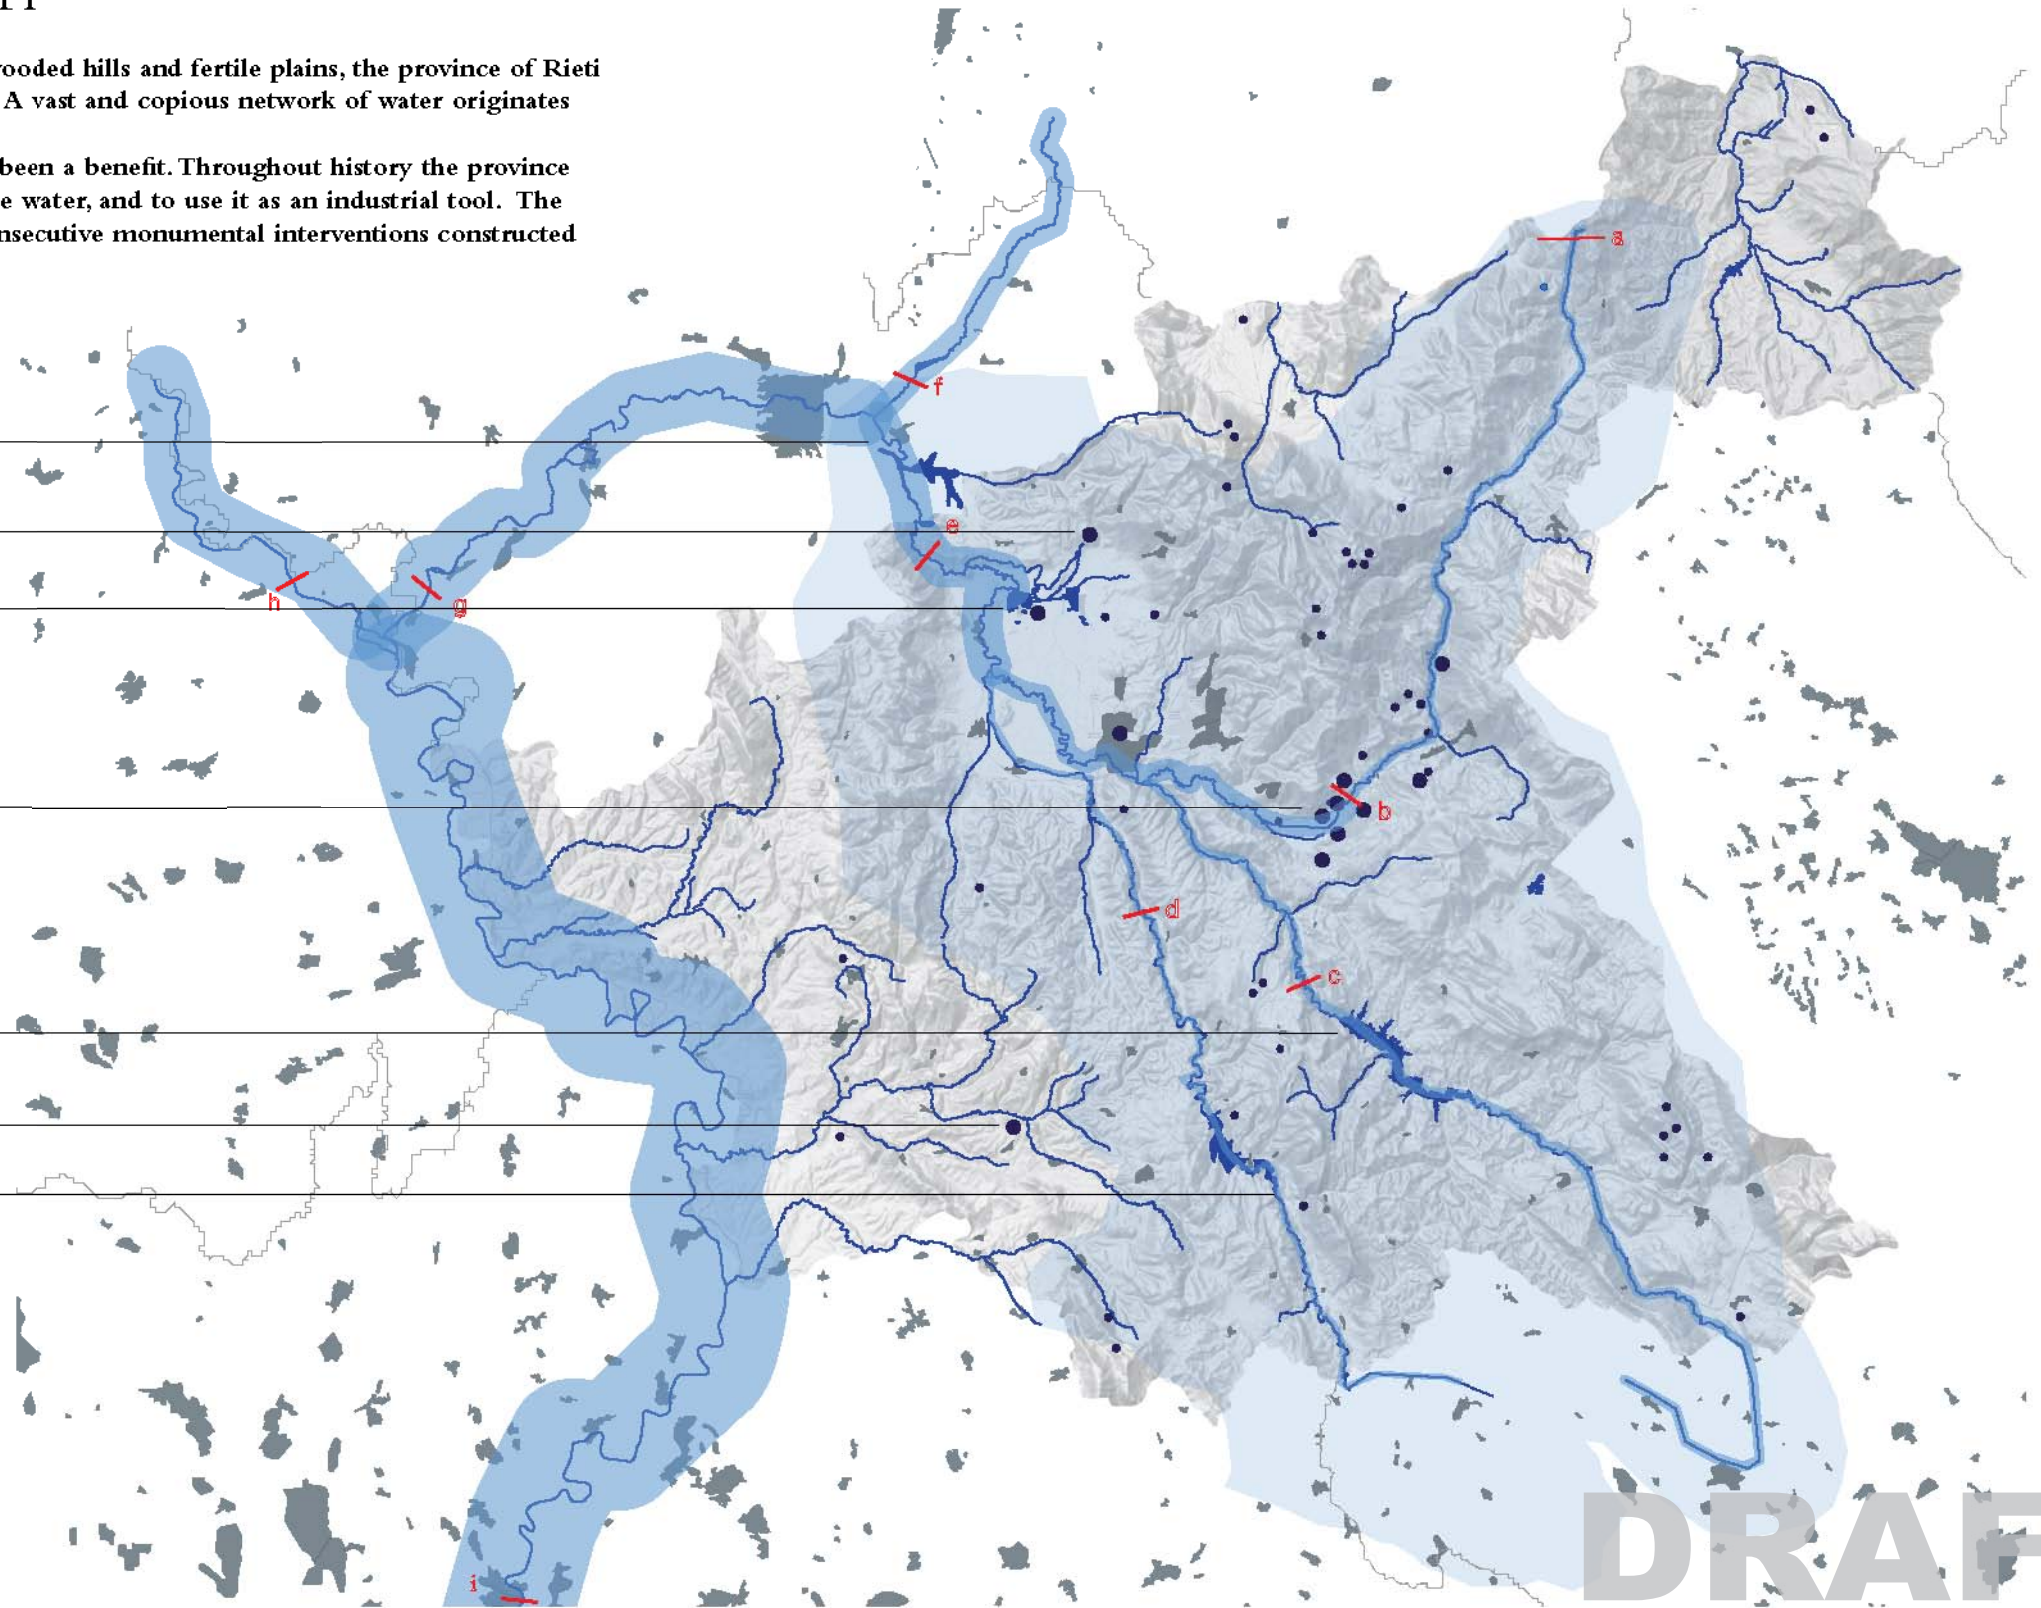 ooded hills and fertile plains, the province of Rieti
A vast and copious network of water originates
been a benefit. Throughout history the province
e water, and to use it as an industrial tool. The
nsecutive monumental interventions constructed
a
f
e
h
g
b
d
c
i
DRAF